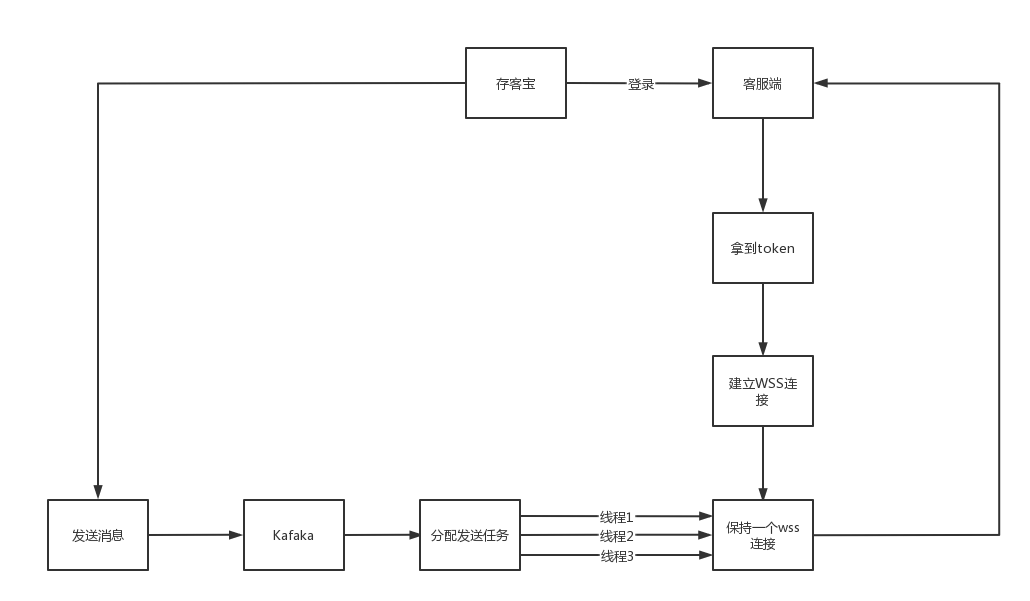 存客宝
登录
客服端
拿到token
建立WSS连
接
发送消息
Kafaka
分配发送任务
线程1
线程2
线程3
保持一个wss
连接